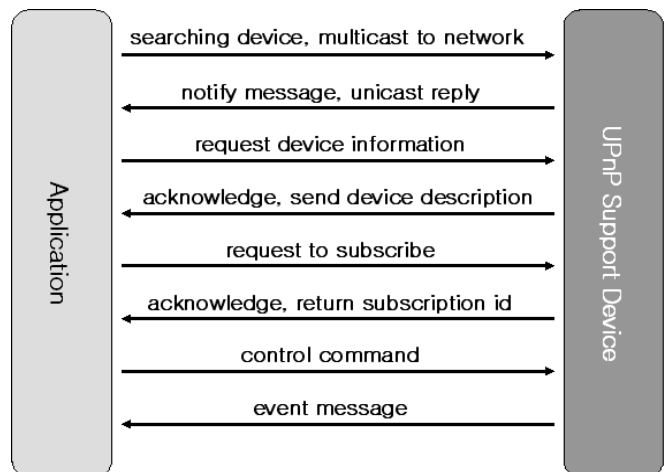 searching device, multicast to network
notify message, unicast reply
request device information
acknowledge, send device description
request to subscribe
acknowledge, return subscription id
control command
event message
Application
UPnP Support Device